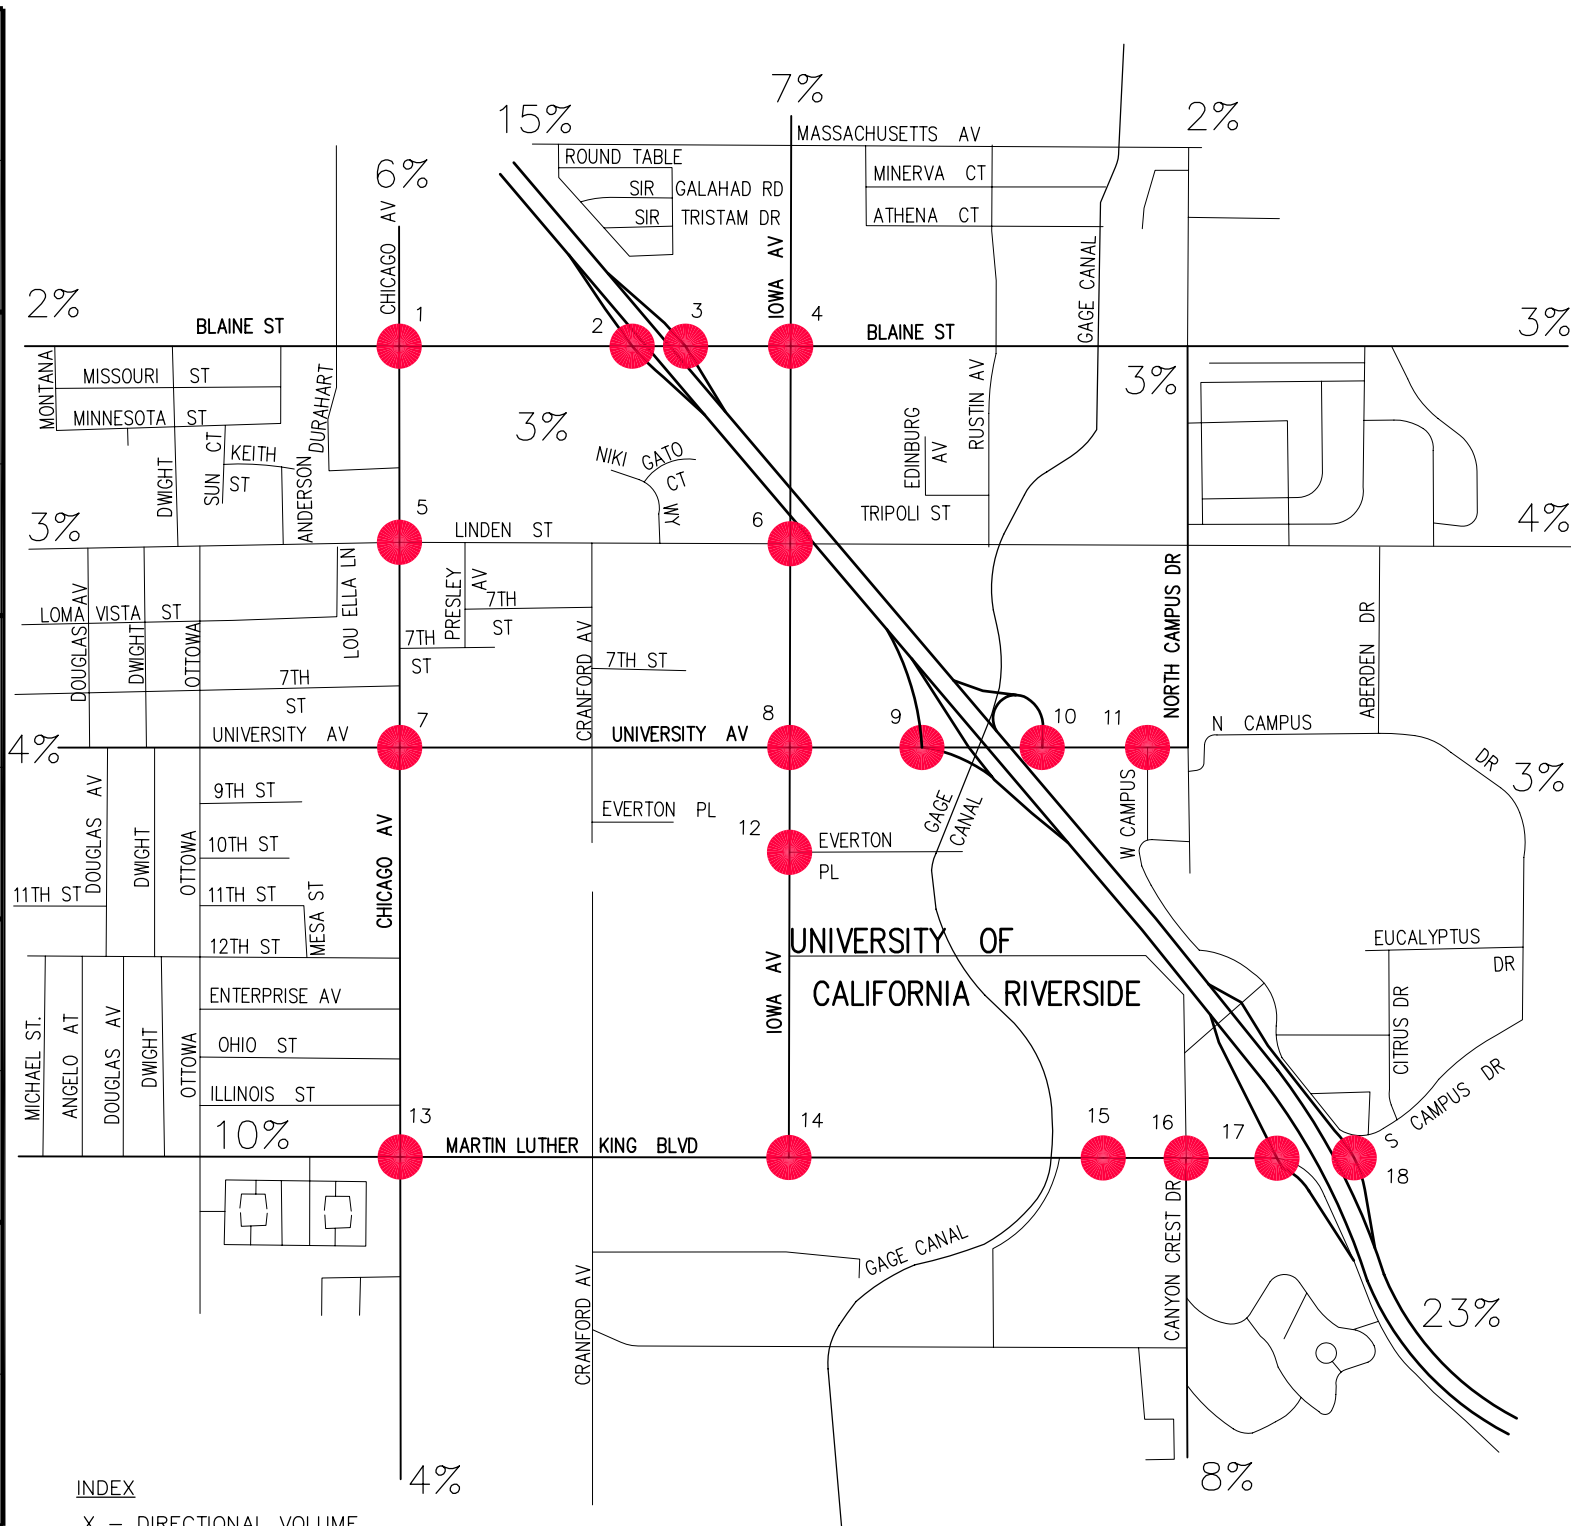 7%
15%
2%
MASSACHUSETTS AV
ROUND TABLE
6%
SIR GALAHAD RD
MINERVA CT
SIR TRISTAM DR
ATHENA CT
CHICAGO AV
IOWA AV
GAGE CANAL
2%
BLAINE ST
1
2
3
4
BLAINE ST
3%
MONTANA
MISSOURI ST
MINNESOTA ST
DURAHART
3%
3%
RUSTIN AV
EDINBURG AV
SUN CT
KEITH ST
DWIGHT
ANDERSON
NIKI GATO CT WY
3%
5
LINDEN ST
6
TRIPOLI ST
4%
LOU ELLA LN
PRESLEY AV
7TH ST
NORTH CAMPUS DR
DOUGLAS AV
LOMA VISTA ST
DWIGHT
OTTOWA
7TH ST
CRANFORD AV
7TH ST
ABERDEN DR
7TH ST
4%
UNIVERSITY AV
7
UNIVERSITY AV
8
9
10
11
N CAMPUS DR
3%
9TH ST
DOUGLAS AV
DWIGHT
OTTOWA
10TH ST
11TH ST
11TH ST
MESA ST
12TH ST
CHICAGO AV
EVERTON PL
12
EVERTON PL
GAGE CANAL
W CAMPUS
UNIVERSITY OF
CALIFORNIA RIVERSIDE
EUCALYPTUS DR
IOWA AV
CITRUS DR
S CAMPUS DR
MICHAEL ST.
ANGELO AT
DOUGLAS AV
DWIGHT
OTTOWA
ENTERPRISE AV
OHIO ST
ILLINOIS ST
10%
13
MARTIN LUTHER KING BLVD
14
15
16
17
18
CANYON CREST DR
GAGE CANAL
CRANFORD AV
23%
4%
8%
INDEX
X - DIRECTIONAL VOLUME